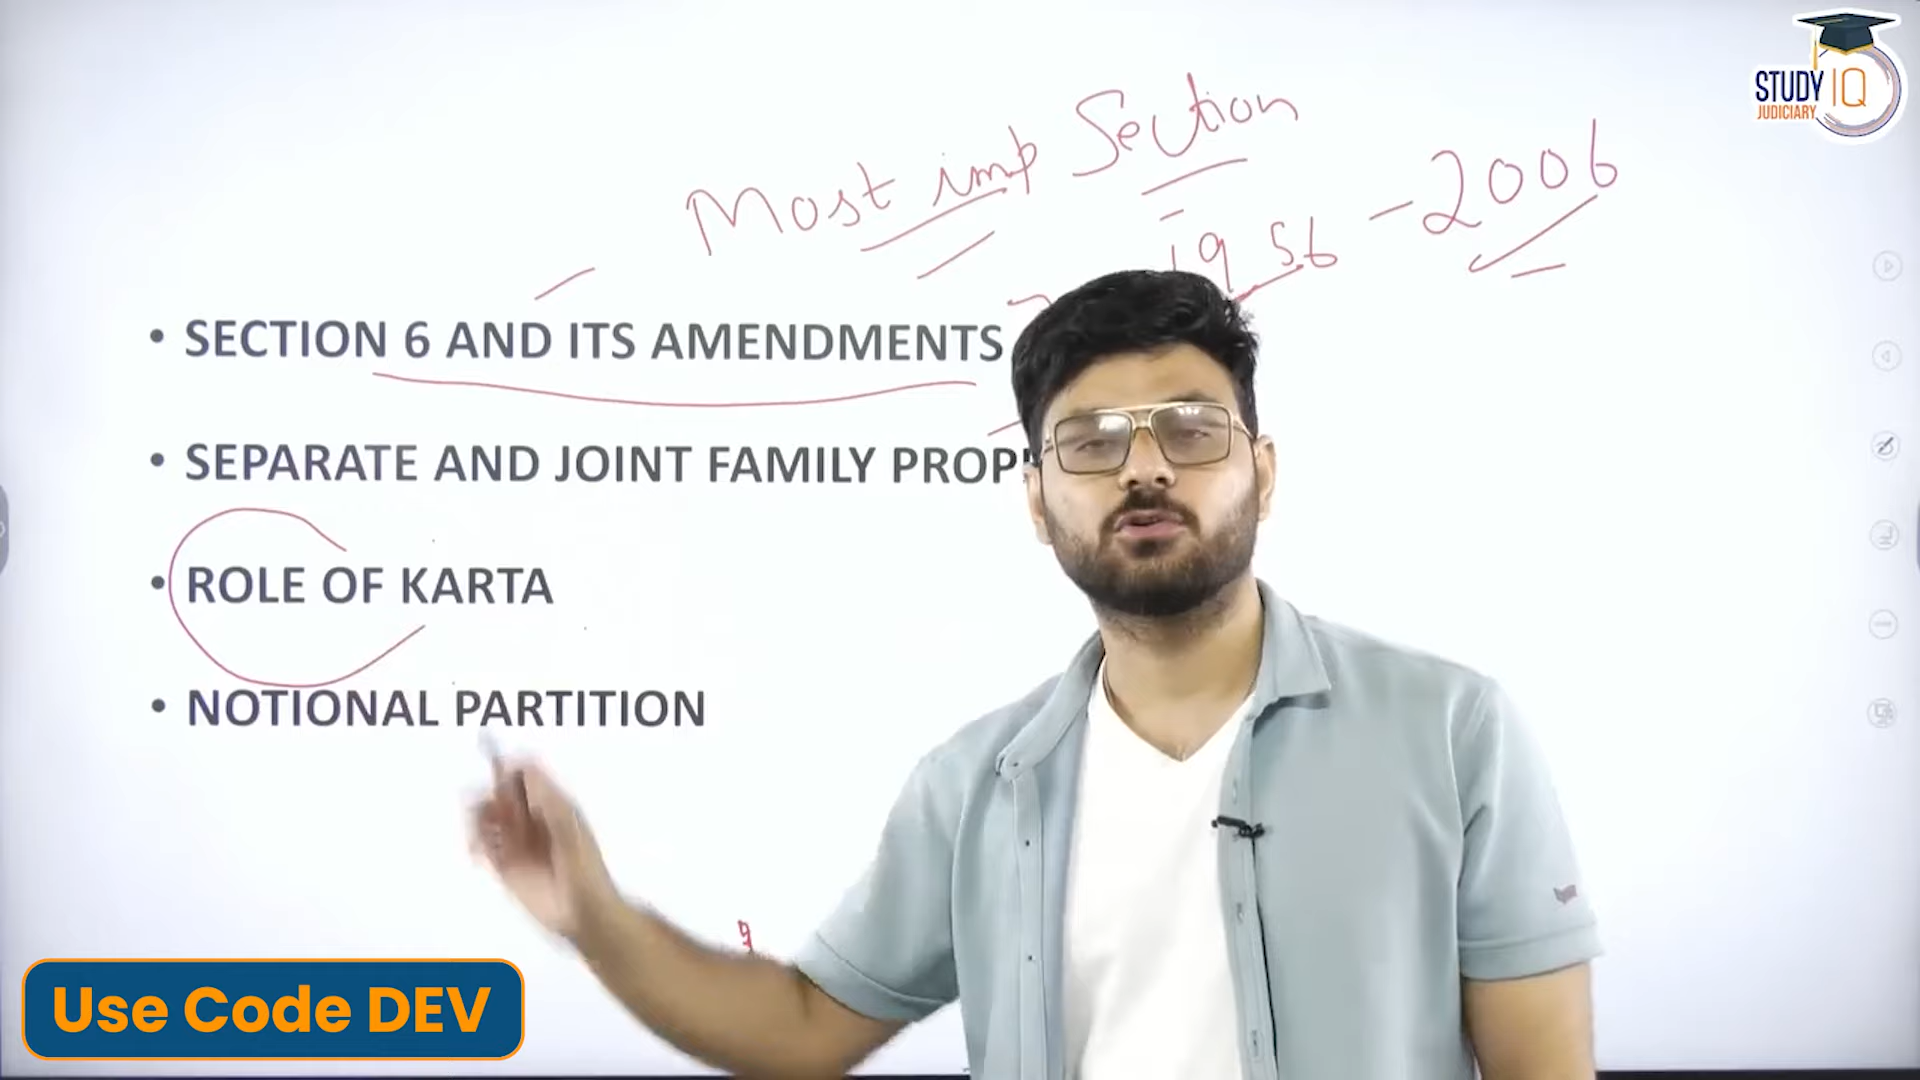 STUDY IQ
JUDICIARY
Most imp Section
1956 - 2006
• SECTION 6 AND ITS AMENDMENTS
• SEPARATE AND JOINT FAMILY
• ROLE OF KARTA
• NOTIONAL PARTITION
Use Code DEV